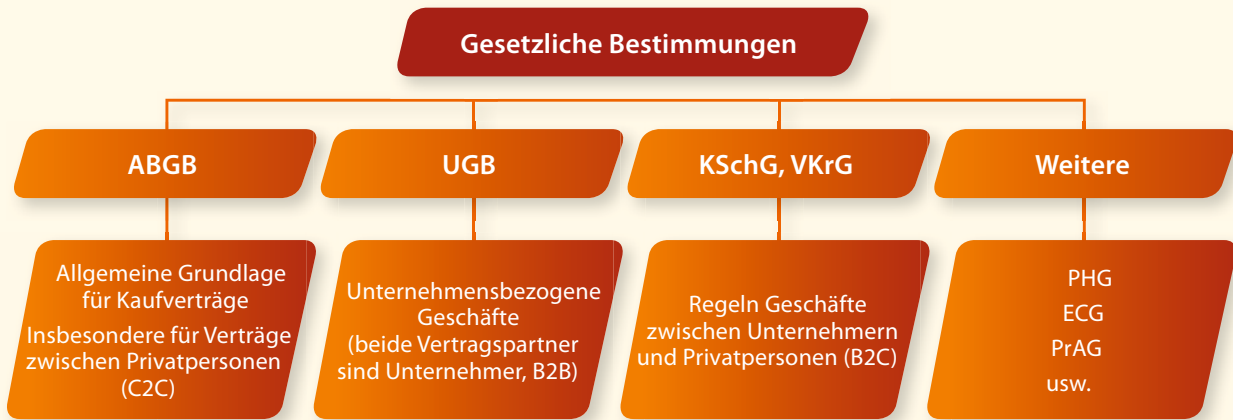 Gesetzliche Bestimmungen
ABGB
UGB
KSchG, VKrG
Weitere
Allgemeine Grundlage
für Kaufverträge
Insbesondere für Verträge
zwischen Privatpersonen
(C2C)
Unternehmensbezogene
Geschäfte
(beide Vertragspartner
sind Unternehmer, B2B)
Regeln Geschäfte
zwischen Unternehmern
und Privatpersonen (B2C)
PHG
ECG
PrAG
usw.